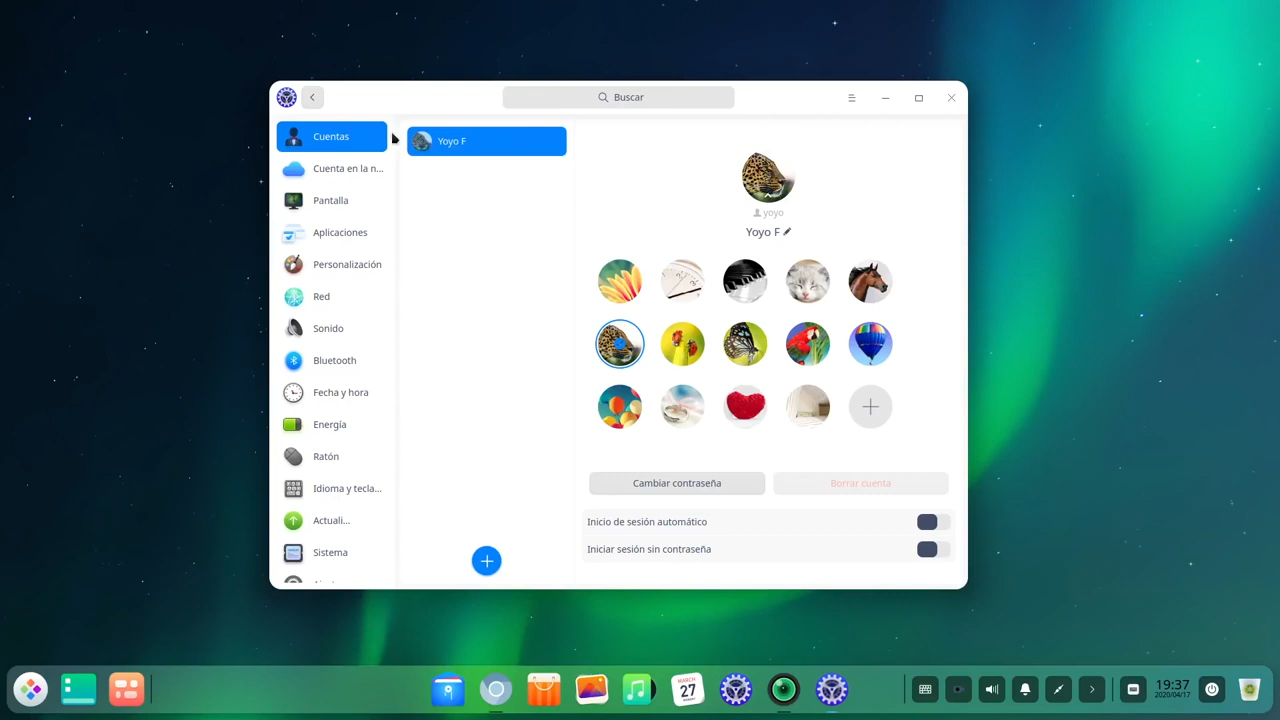 Buscar
Cuentas
Cuenta en la n...
Pantalla
Aplicaciones
Personalización
Red
Sonido
Bluetooth
Fecha y hora
Energía
Ratón
Idioma y tecla...
Actuali...
Sistema
Yoyo F
yoyo
Yoyo F
Cambiar contraseña
Borrar cuenta
Inicio de sesión automático
Iniciar sesión sin contraseña
MARCH
27
19:37
2020/04/17